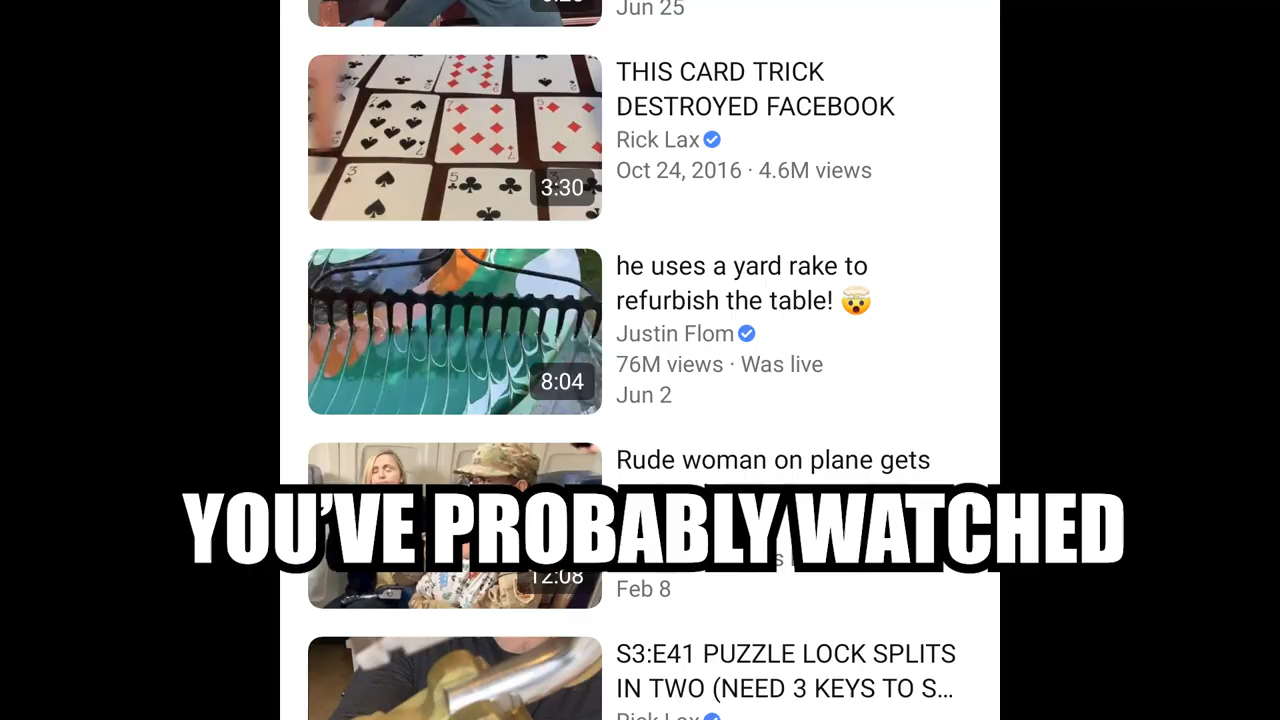 Jun 25
THIS CARD TRICK
DESTROYED FACEBOOK
Rick Lax
Oct 24, 2016 · 4.6M views
3:30
he uses a yard rake to
refurbish the table! 🤯
Justin Flom
76M views · Was live
Jun 2
8:04
Rude woman on plane gets
YOU'VE PROBABLY WATCHED
12:08
Feb 8
S3:E41 PUZZLE LOCK SPLITS
IN TWO (NEED 3 KEYS TO S...
Rick Lax